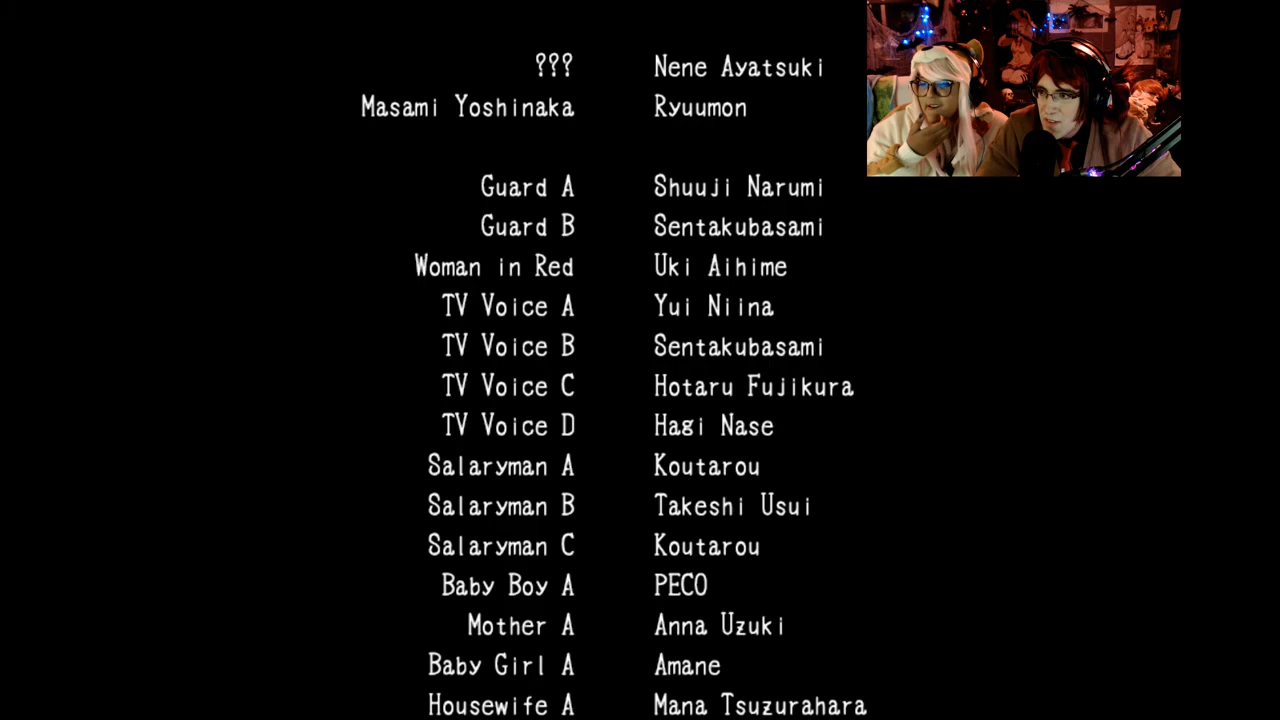 ??? Nene Ayatsuki
Masami Yoshinaka Ryuumon
Guard A Shuuji Narumi
Guard B Sentakubasami
Woman in Red Uki Aihime
TV Voice A Yui Niina
TV Voice B Sentakubasami
TV Voice C Hotaru Fujikura
TV Voice D Hagi Nase
Salaryman A Koutarou
Salaryman B Takeshi Usui
Salaryman C Koutarou
Baby Boy A PECO
Mother A Anna Uzuki
Baby Girl A Amane
Housewife A Mana Tsuzurahara